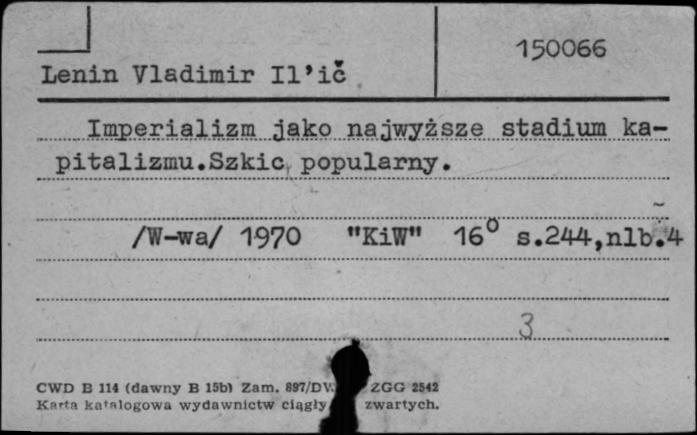 150066
Lenin Vladimir Il'ič
Imperializm jako najwyższe stadium ka-
pitalizmu.Szkic popularny.
/W-wa/ 1970 "KiW" 16° s.244,nlb.4
3
CWD B 114 (dawny B 15b) Zam. 897/DV. ZGG 2542
Karta katalogowa wydawnictw ciągły zwartych.